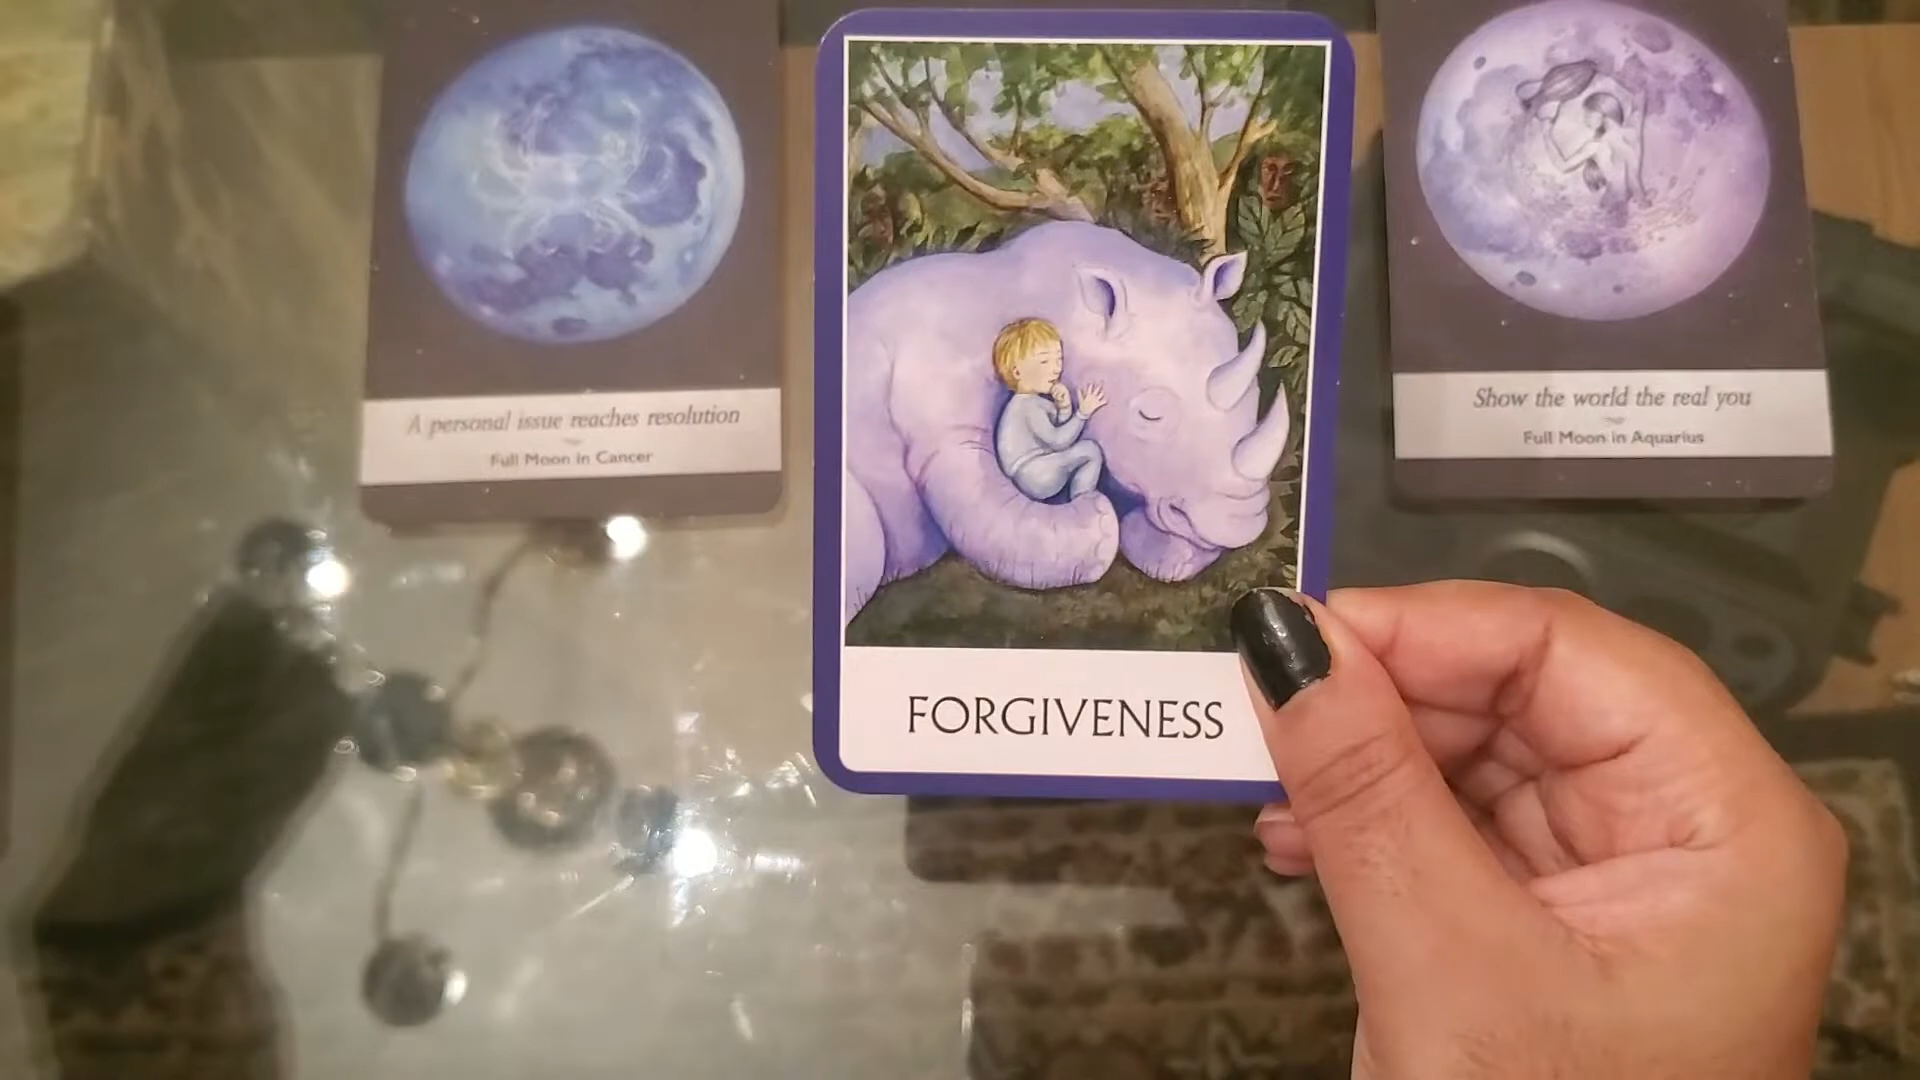 A personal issue reaches resolution
Full Moon in Cancer
FORGIVENESS
Show the world the real you
Full Moon in Aquarius